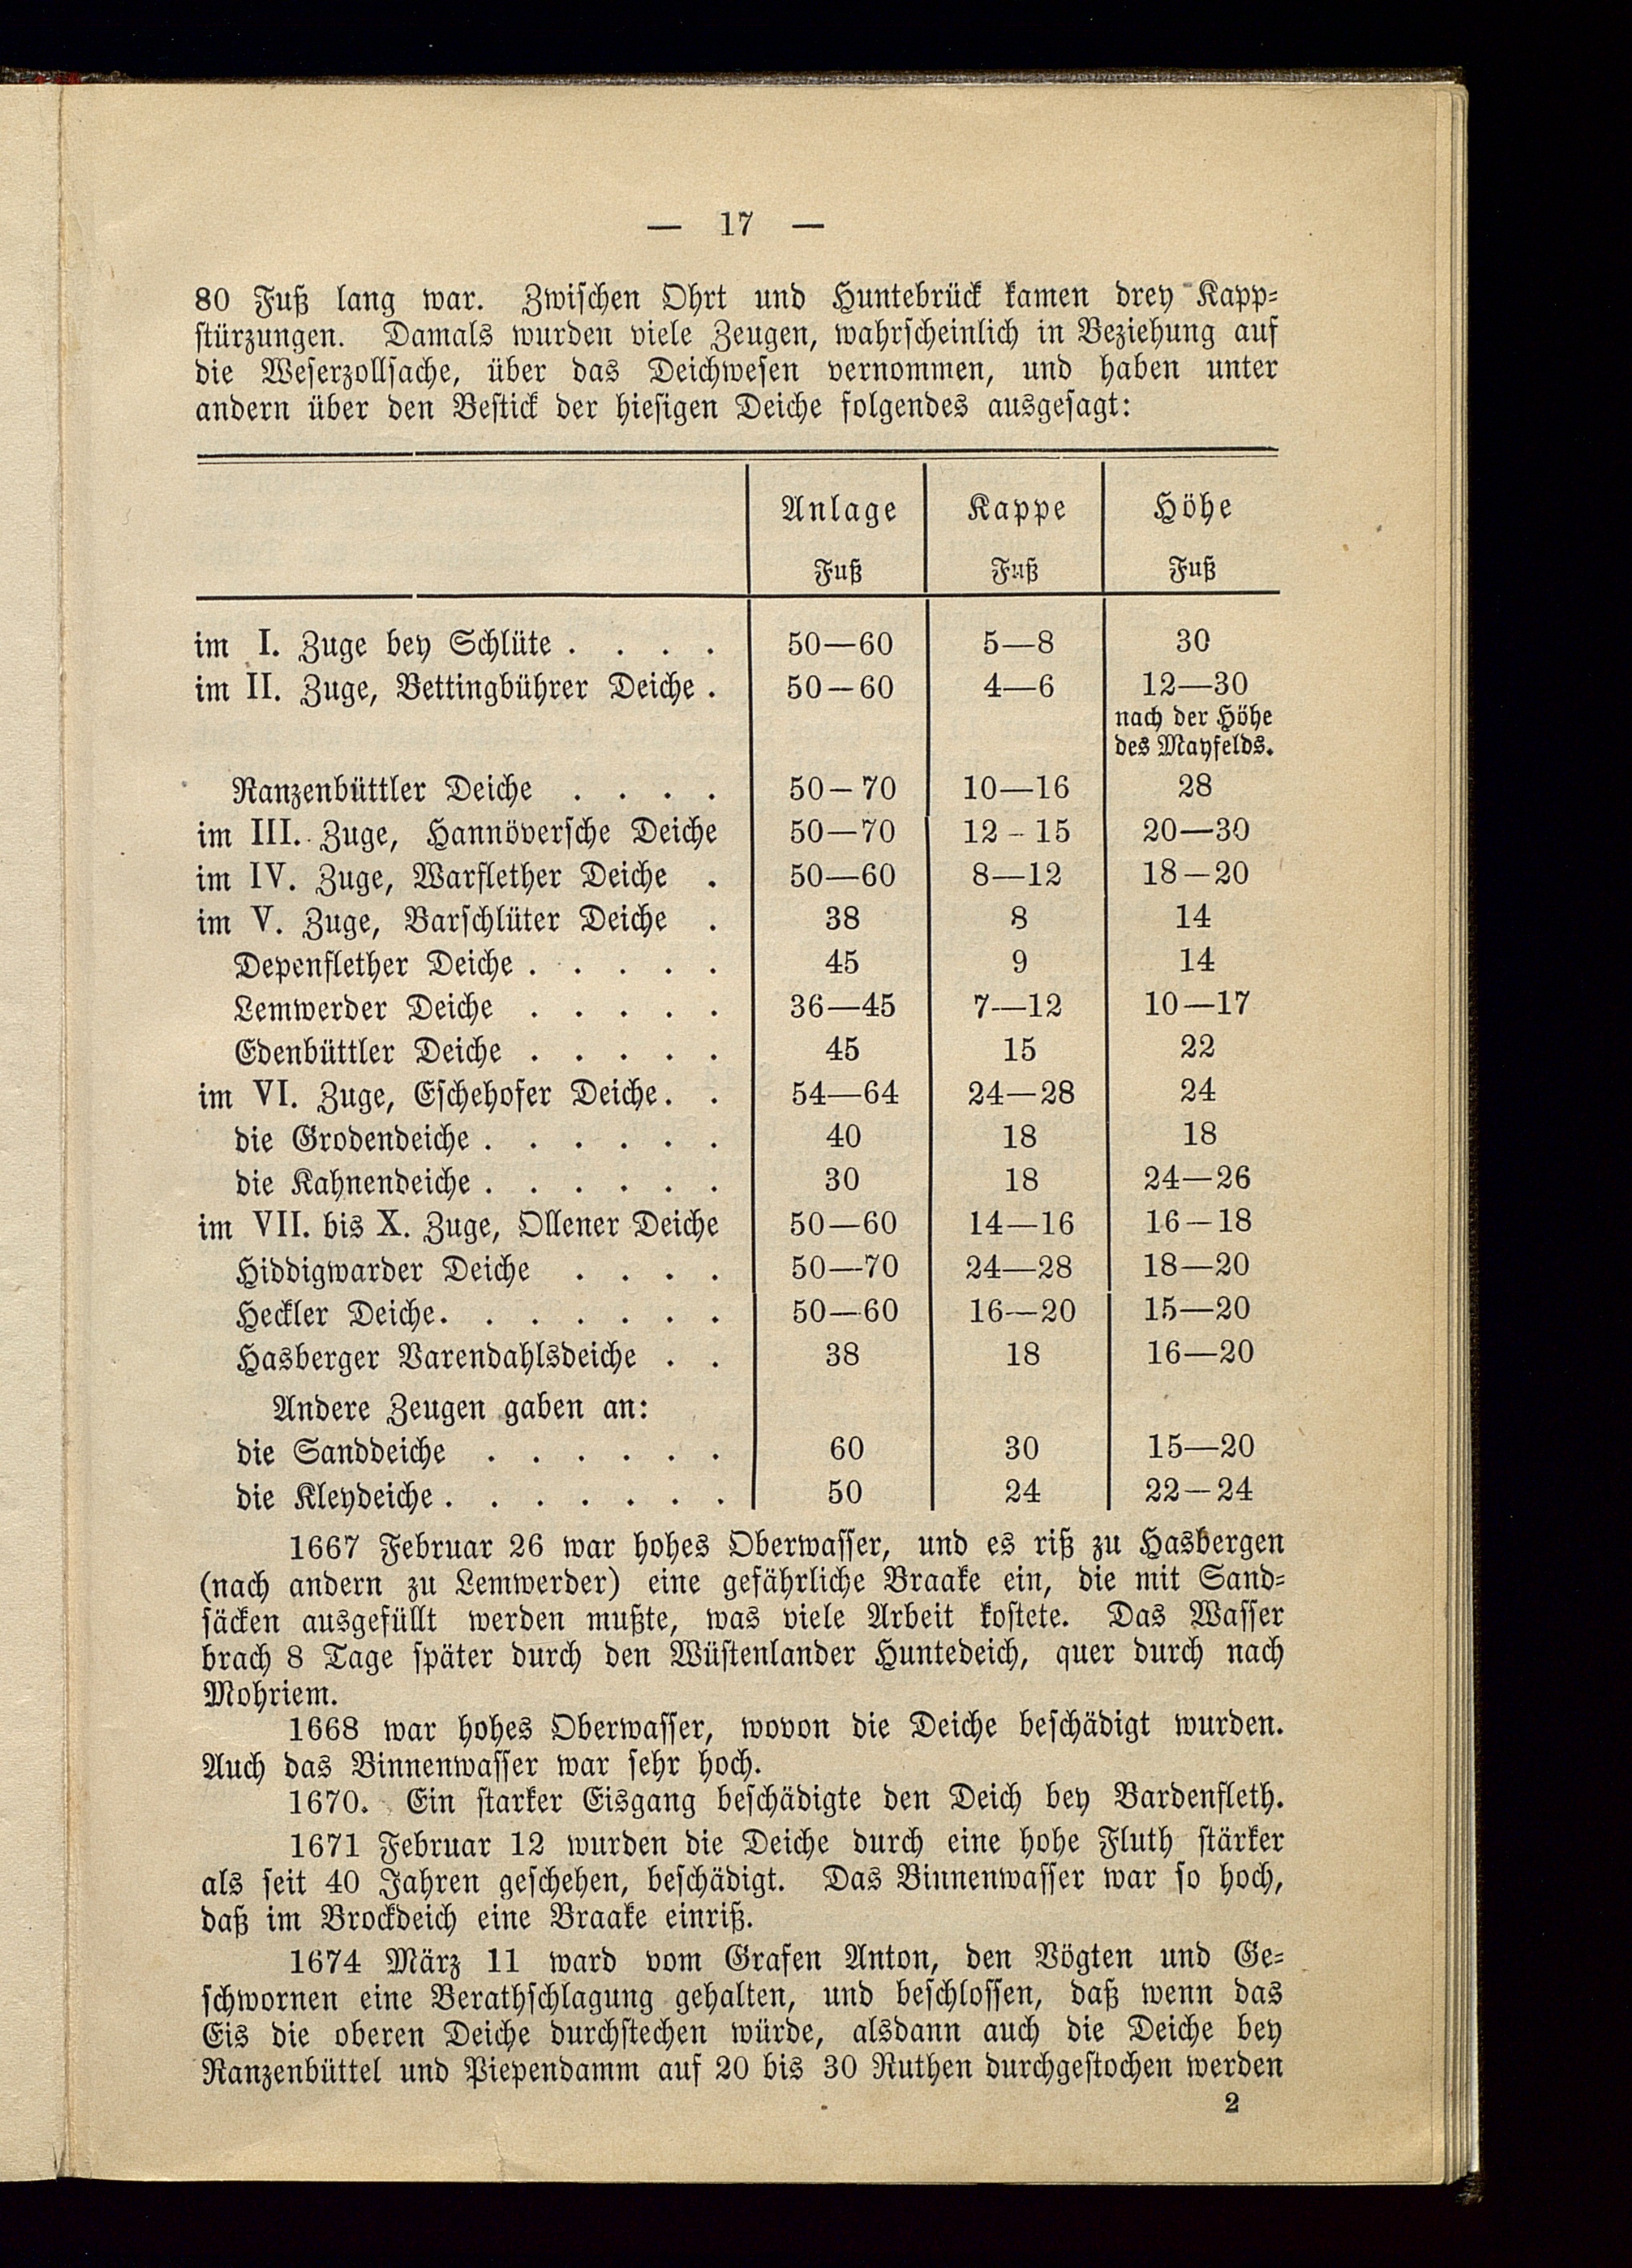 — 17 —
80 Fuß lang war. Zwischen Ohrt und Huntebrück kamen drey Kapp-
stürzungen. Damals wurden viele Zeugen, wahrscheinlich in Beziehung auf
die Weserzollsache, über das Deichwesen vernommen, und haben unter
andern über den Bestick der hiesigen Deiche folgendes ausgesagt:
Anlage Kappe Höhe
Fuß Fuß Fuß
im I. Zuge bey Schlüte . . . . 50—60 5—8 30
im II. Zuge, Bettingbührer Deiche . 50—60 4—6 12—30
nach der Höhe
des Mayfelds.
Ranzenbüttler Deiche . . . . 50—70 10—16 28
im III. Zuge, Hannöversche Deiche 50—70 12—15 20—30
im IV. Zuge, Warflether Deiche . 50—60 8—12 18—20
im V. Zuge, Barschlüter Deiche . 38 8 14
Depenflether Deiche . . . . . 45 9 14
Lemwerder Deiche . . . . . 36—45 7—12 10—17
Edenbüttler Deiche . . . . . 45 15 22
im VI. Zuge, Eschehofer Deiche . . 54—64 24—28 24
die Grodendeiche . . . . . . 40 18 18
die Kahnendeiche . . . . . . 30 18 24—26
im VII. bis X. Zuge, Ollener Deiche 50—60 14—16 16—18
Hiddigwarder Deiche . . . . 50—70 24—28 18—20
Heckler Deiche . . . . . . . 50—60 16—20 15—20
Hasberger Varendahlsdeiche . . 38 18 16—20
Andere Zeugen gaben an:
die Sanddeiche . . . . . . 60 30 15—20
die Kleydeiche . . . . . . . 50 24 22—24
1667 Februar 26 war hohes Oberwasser, und es riß zu Hasbergen
(nach andern zu Lemwerder) eine gefährliche Braake ein, die mit Sand-
säcken ausgefüllt werden mußte, was viele Arbeit kostete. Das Wasser
brach 8 Tage später durch den Wüstenlander Huntedeich, quer durch nach
Mohriem.
1668 war hohes Oberwasser, wovon die Deiche beschädigt wurden.
Auch das Binnenwasser war sehr hoch.
1670. Ein starker Eisgang beschädigte den Deich bey Bardenfleth.
1671 Februar 12 wurden die Deiche durch eine hohe Fluth stärker
als seit 40 Jahren geschehen, beschädigt. Das Binnenwasser war so hoch,
daß im Brockdeich eine Braake einriß.
1674 März 11 ward vom Grafen Anton, den Vögten und Ge-
schwornen eine Berathschlagung gehalten, und beschlossen, daß wenn das
Eis die oberen Deiche durchstechen würde, alsdann auch die Deiche bey
Ranzenbüttel und Piependamm auf 20 bis 30 Ruthen durchgestochen werden
2